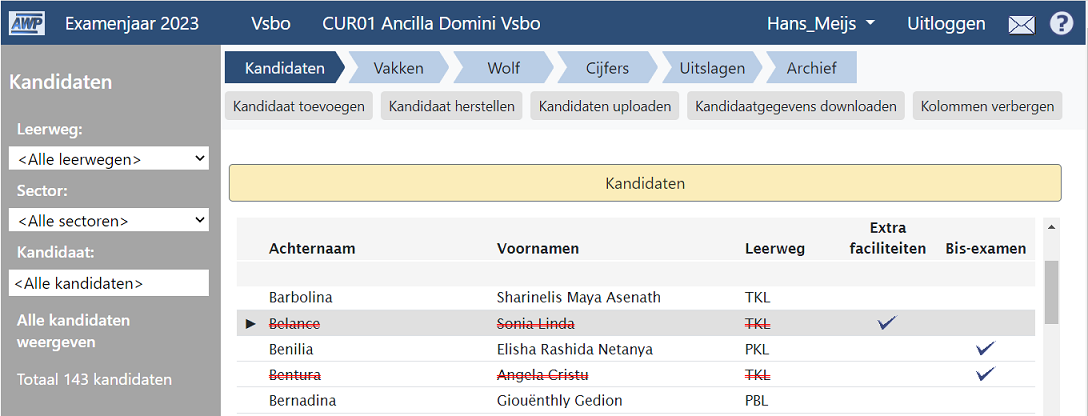 AWP Examenjaar 2023 Vsbo CUR01 Ancilla Domini Vsbo Hans_Meijs Uitloggen ?
Kandidaten
Leerweg:
<Alle leerwegen>
Sector:
<Alle sectoren>
Kandidaat:
<Alle kandidaten>
Alle kandidaten
weergeven
Totaal 143 kandidaten
Kandidaten Vakken Wolf Cijfers Uitslagen Archief
Kandidaat toevoegen Kandidaat herstellen Kandidaten uploaden Kandidaatgegevens downloaden Kolommen verbergen
Kandidaten
Achternaam Voornamen Leerweg Extra faciliteiten Bis-examen
Barbolina Sharinelis Maya Asenath TKL
Belance Sonia Linda TKL
Benilia Elisha Rashida Netanya PKL
Bentura Angela Cristu TKL
Bernadina Giouënthly Gedion PBL